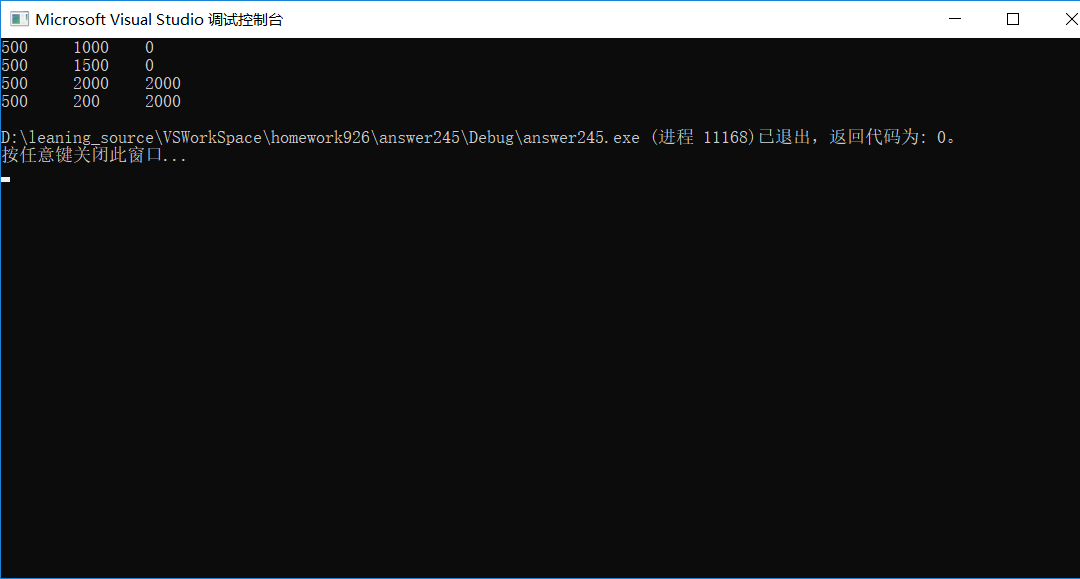 Microsoft Visual Studio 调试控制台
500     1000    0
500     1500    0
500     2000    2000
500     200     2000
D:\leaning_source\VSWorkSpace\homework926\answer245\Debug\answer245.exe (进程 11168)已退出，返回代码为: 0。
按任意键关闭此窗口...